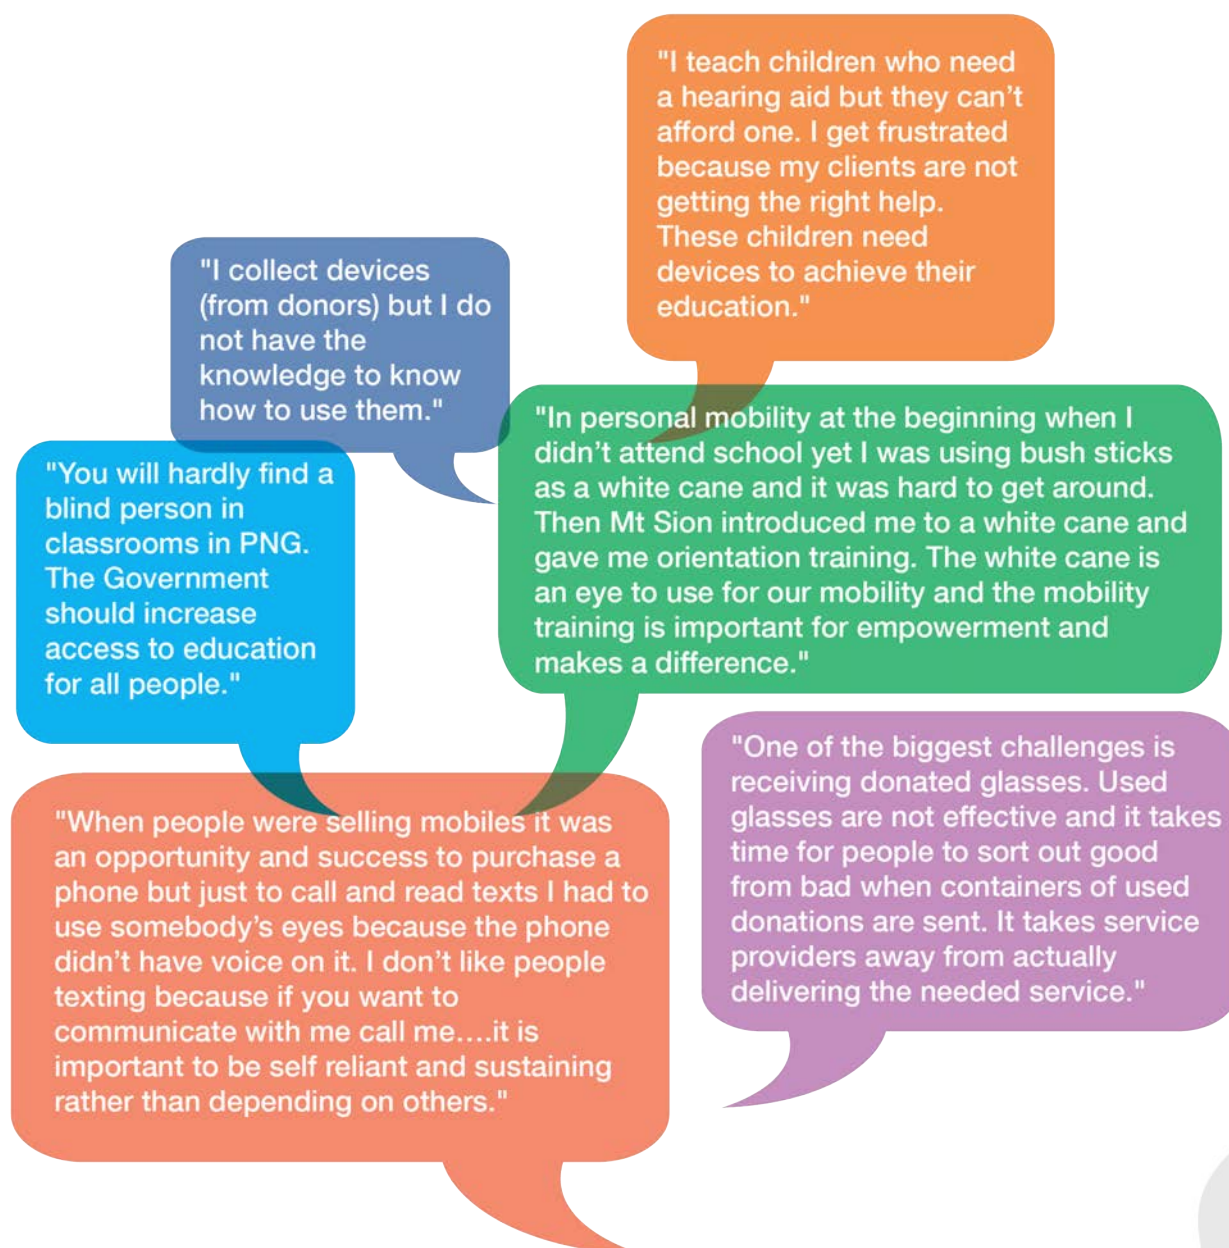 "I teach children who need
a hearing aid but they can't
afford one. I get frustrated
because my clients are not
getting the right help.
These children need
devices to achieve their
education."
"I collect devices
(from donors) but I do
not have the
knowledge to know
how to use them."
"In personal mobility at the beginning when I
didn't attend school yet I was using bush sticks
as a white cane and it was hard to get around.
Then Mt Sion introduced me to a white cane and
gave me orientation training. The white cane is
an eye to use for our mobility and the mobility
training is important for empowerment and
makes a difference."
"You will hardly find a
blind person in
classrooms in PNG.
The Government
should increase
access to education
for all people."
"One of the biggest challenges is
receiving donated glasses. Used
glasses are not effective and it takes
time for people to sort out good
from bad when containers of used
donations are sent. It takes service
providers away from actually
delivering the needed service."
"When people were selling mobiles it was
an opportunity and success to purchase a
phone but just to call and read texts I had to
use somebody's eyes because the phone
didn't have voice on it. I don't like people
texting because if you want to
communicate with me call me....it is
important to be self reliant and sustaining
rather than depending on others."